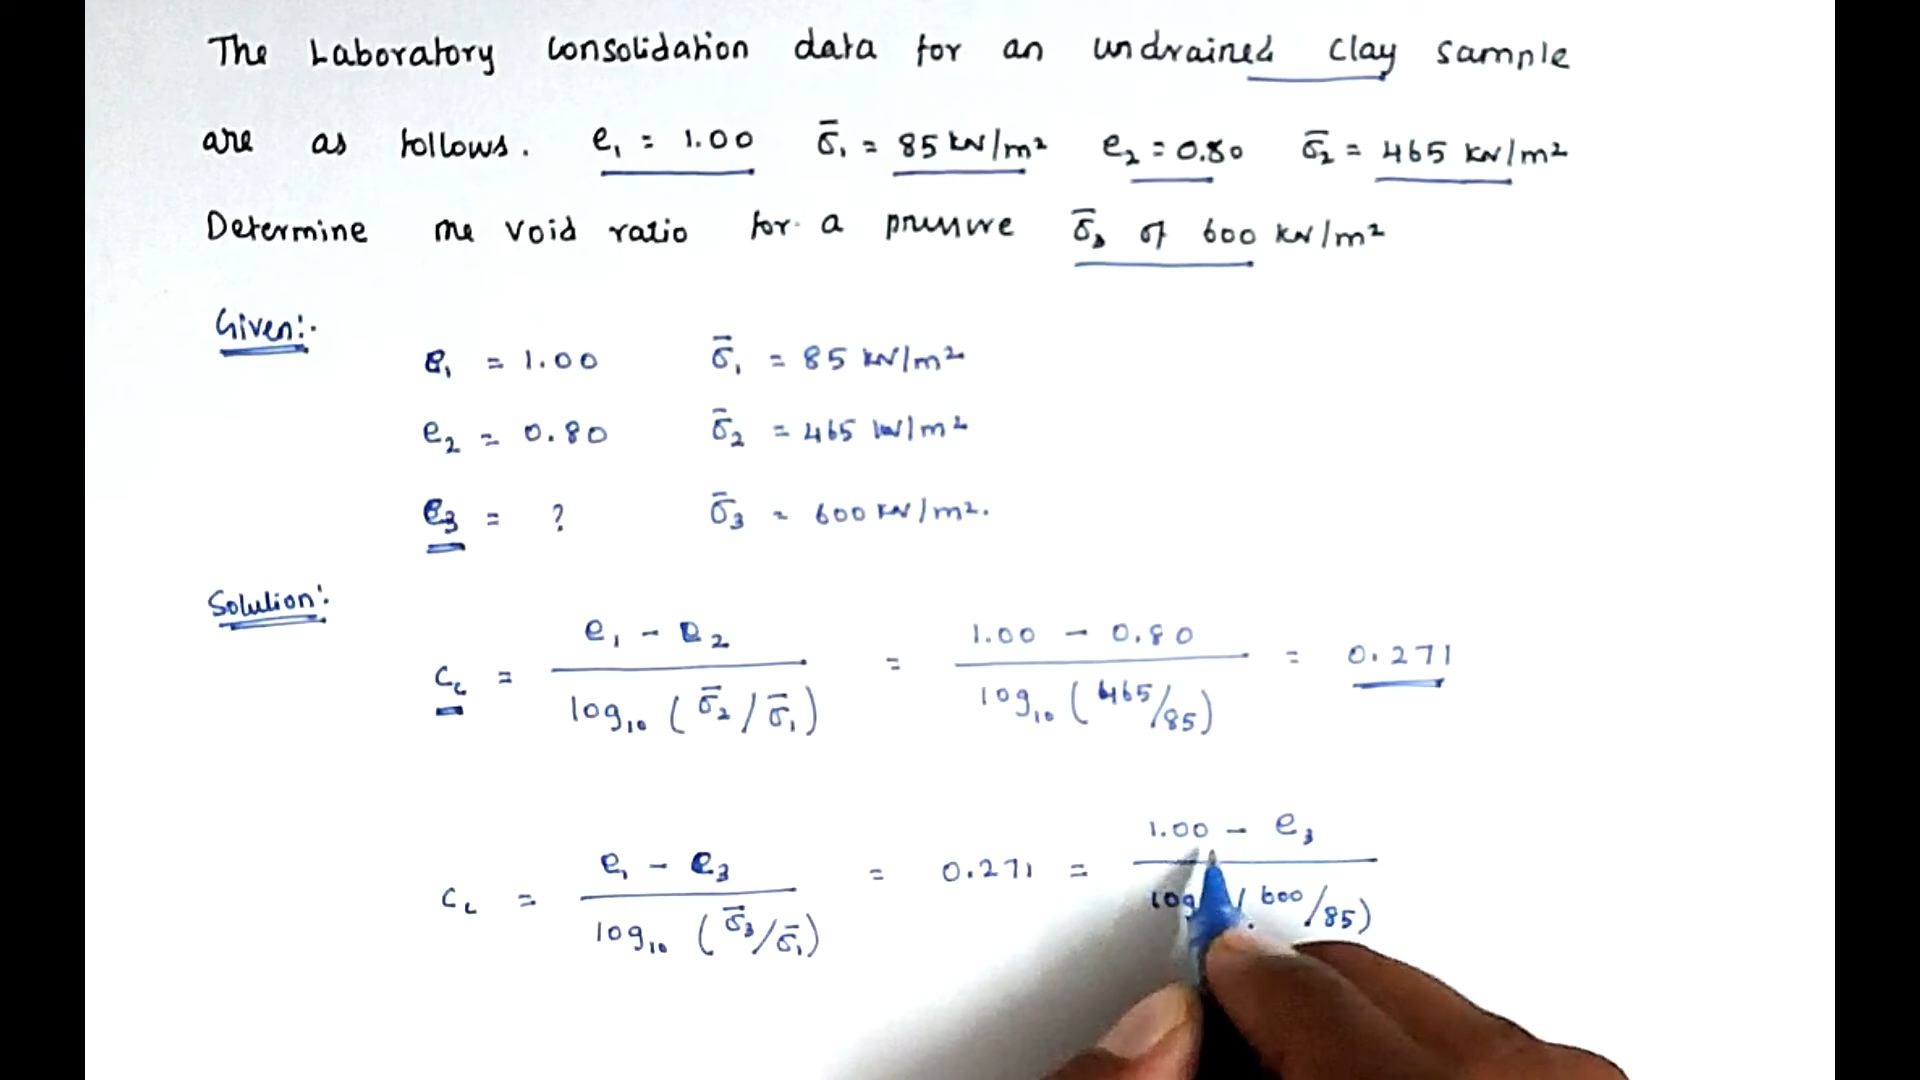 The Laboratory consolidation data for an undrained clay sample
are as follows. e₁ = 1.00 σ̄₁ = 85 kN/m² e₂ = 0.80 σ̄₂ = 465 kN/m²
Determine the void ratio for a pressure σ̄₃ of 600 kN/m²
Given:-
e₁ = 1.00 σ̄₁ = 85 kN/m²
e₂ = 0.80 σ̄₂ = 465 kN/m²
e₃ = ? σ̄₃ = 600 kN/m².
Solution:
Cc = (e₁ - e₂) / log₁₀ (σ̄₂/σ̄₁) = (1.00 - 0.80) / log₁₀ (465/85) = 0.271
Cc = (e₁ - e₃) / log₁₀ (σ̄₃/σ̄₁) = 0.271 = (1.00 - e₃) / log (600/85)